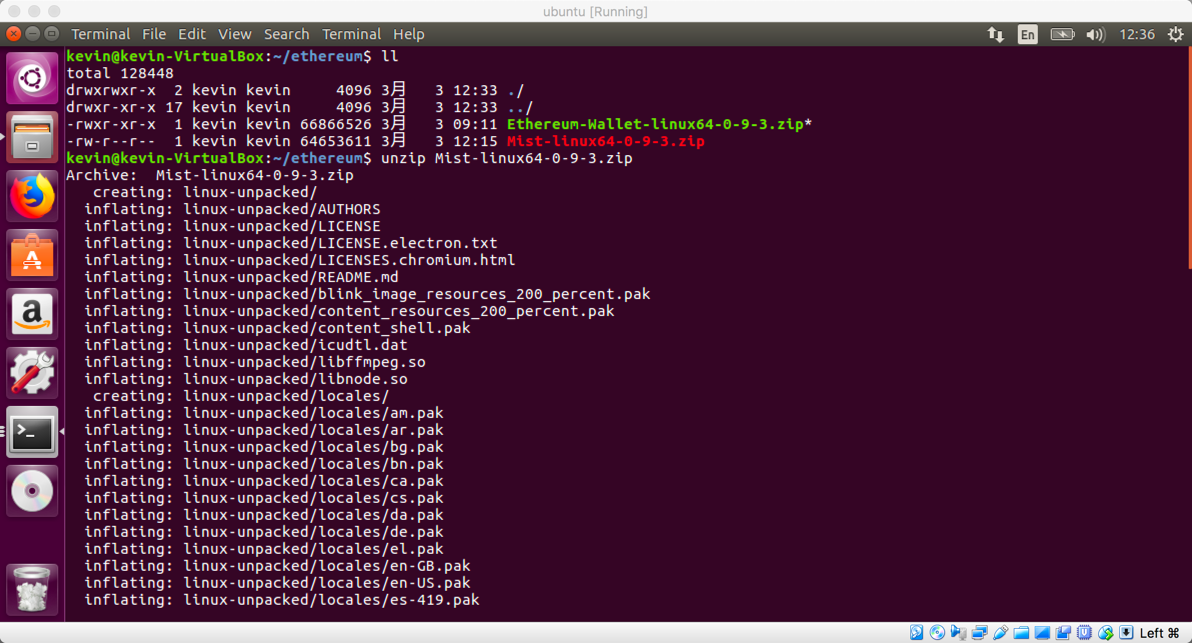 ubuntu [Running]
Terminal File Edit View Search Terminal Help En 12:36
kevin@kevin-VirtualBox:~/ethereum$ ll
total 128448
drwxrwxr-x  2 kevin kevin     4096 3月   3 12:33 ./
drwxr-xr-x 17 kevin kevin     4096 3月   3 12:33 ../
-rwxr-xr-x  1 kevin kevin 66866526 3月   3 09:11 Ethereum-Wallet-linux64-0-9-3.zip*
-rw-r--r--  1 kevin kevin 64653611 3月   3 12:15 Mist-linux64-0-9-3.zip
kevin@kevin-VirtualBox:~/ethereum$ unzip Mist-linux64-0-9-3.zip
Archive:  Mist-linux64-0-9-3.zip
   creating: linux-unpacked/
  inflating: linux-unpacked/AUTHORS
  inflating: linux-unpacked/LICENSE
  inflating: linux-unpacked/LICENSE.electron.txt
  inflating: linux-unpacked/LICENSES.chromium.html
  inflating: linux-unpacked/README.md
  inflating: linux-unpacked/blink_image_resources_200_percent.pak
  inflating: linux-unpacked/content_resources_200_percent.pak
  inflating: linux-unpacked/content_shell.pak
  inflating: linux-unpacked/icudtl.dat
  inflating: linux-unpacked/libffmpeg.so
  inflating: linux-unpacked/libnode.so
   creating: linux-unpacked/locales/
  inflating: linux-unpacked/locales/am.pak
  inflating: linux-unpacked/locales/ar.pak
  inflating: linux-unpacked/locales/bg.pak
  inflating: linux-unpacked/locales/bn.pak
  inflating: linux-unpacked/locales/ca.pak
  inflating: linux-unpacked/locales/cs.pak
  inflating: linux-unpacked/locales/da.pak
  inflating: linux-unpacked/locales/de.pak
  inflating: linux-unpacked/locales/el.pak
  inflating: linux-unpacked/locales/en-GB.pak
  inflating: linux-unpacked/locales/en-US.pak
  inflating: linux-unpacked/locales/es-419.pak
Left ⌘